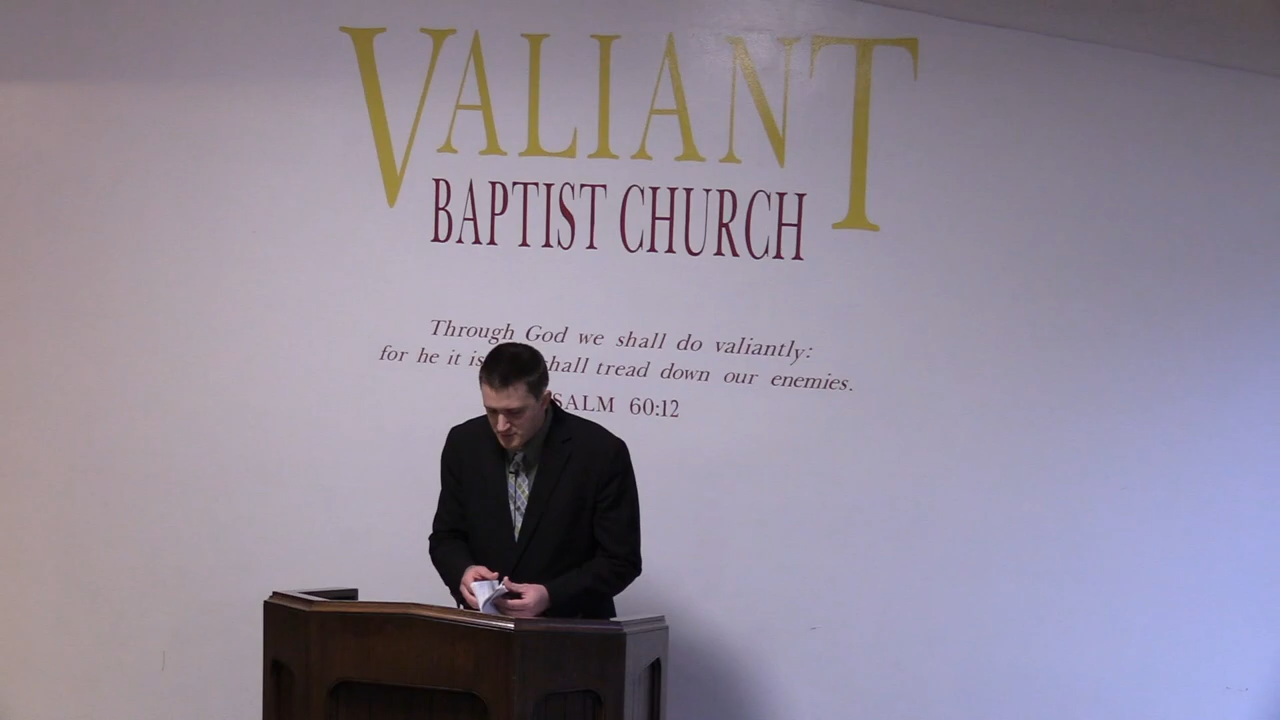 VALIANT
BAPTIST CHURCH
Through God we shall do valiantly:
for he it is shall tread down our enemies.
SALM 60:12